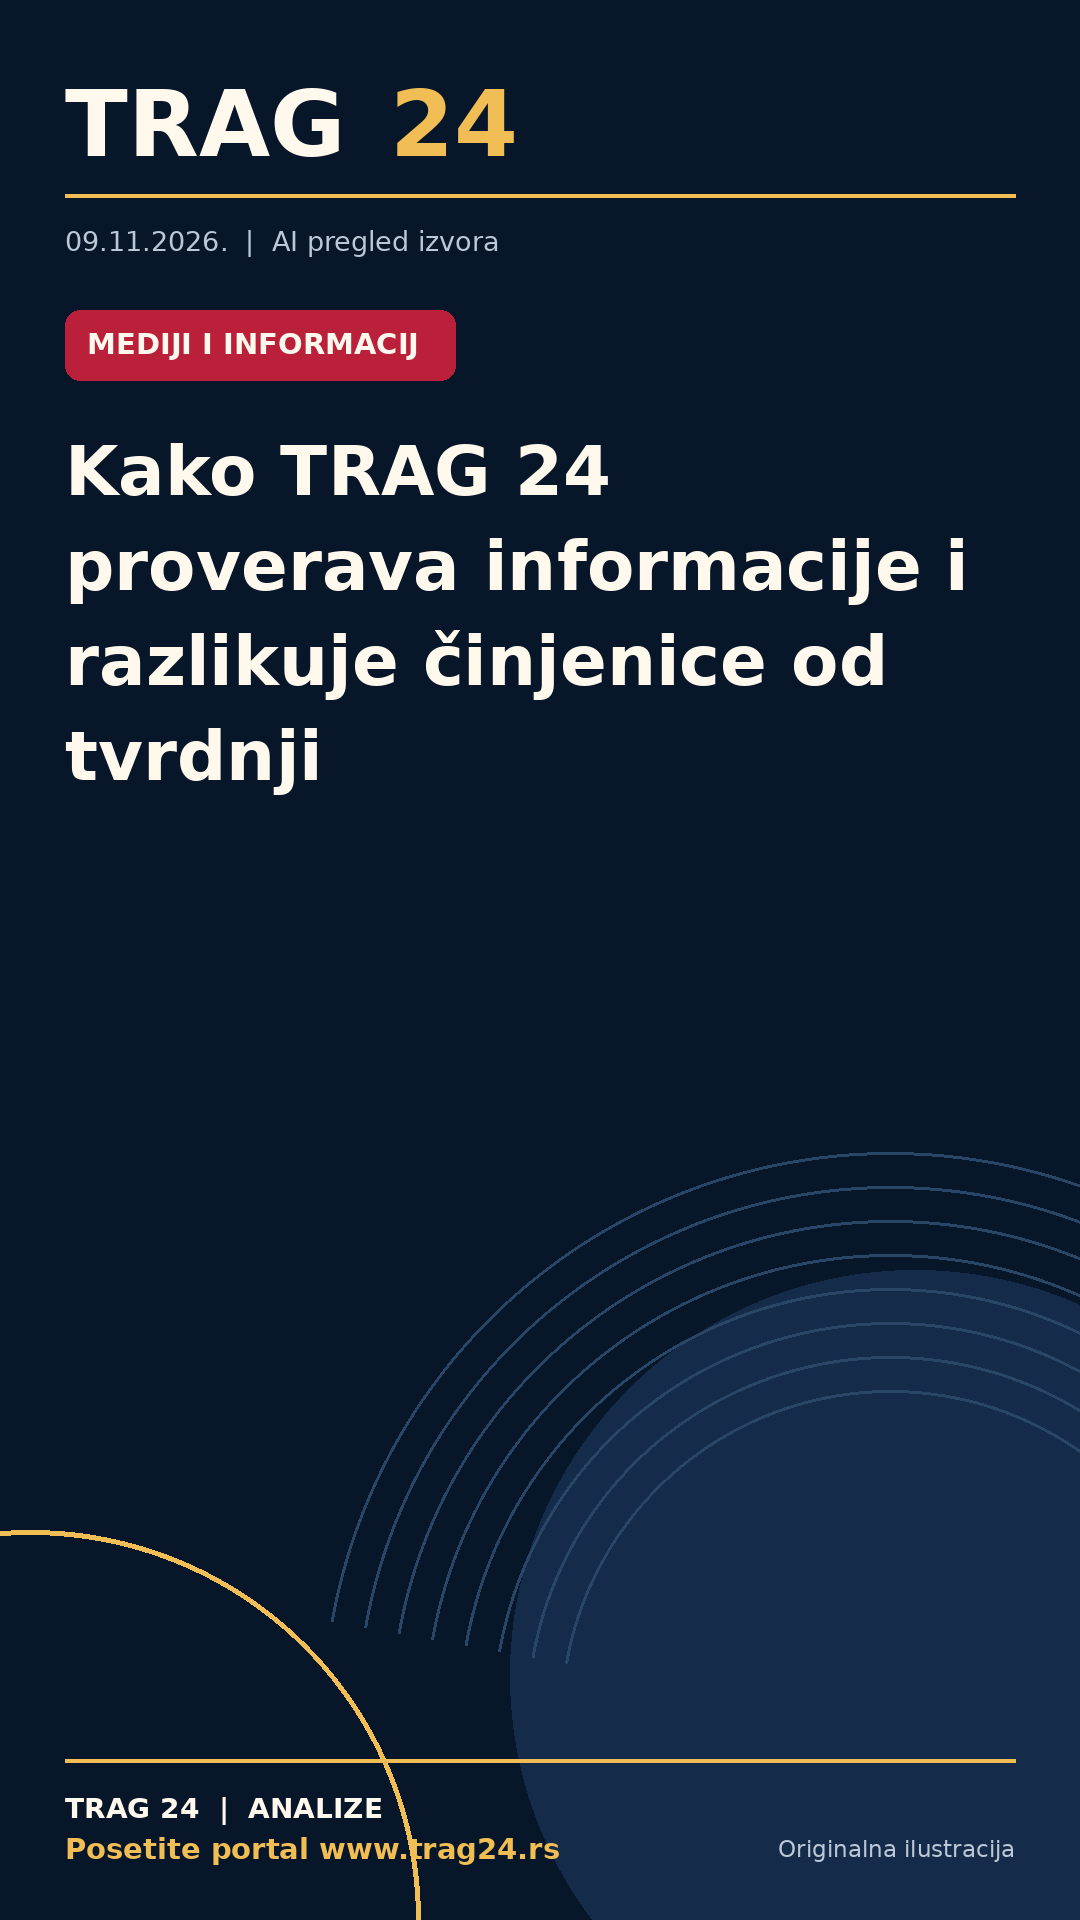 TRAG 24
09.11.2026. | AI pregled izvora
MEDIJI I INFORMACIJ
Kako TRAG 24
proverava informacije i
razlikuje činjenice od
tvrdnji
TRAG 24 | ANALIZE
Posetite portal www.trag24.rs
Originalna ilustracija